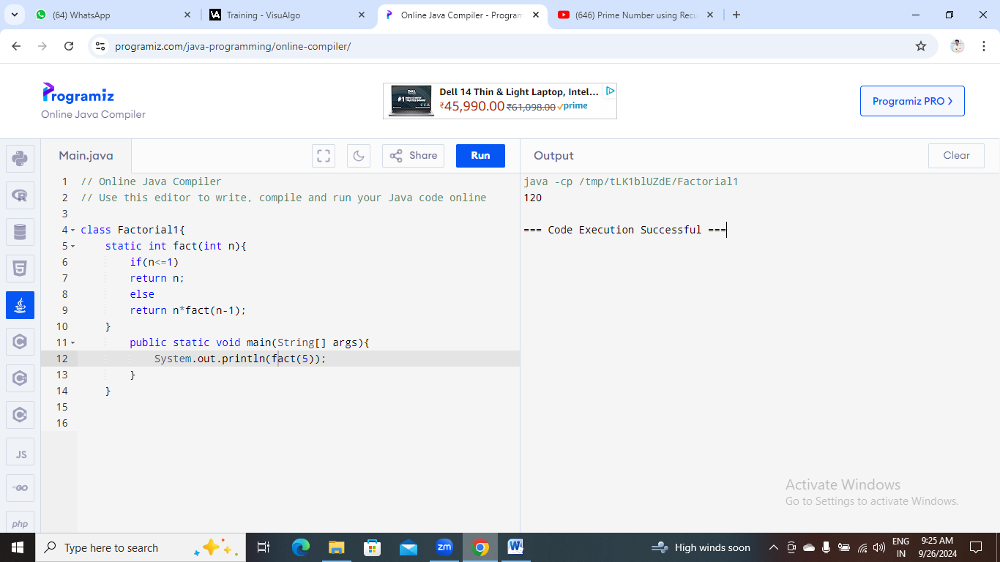 (64) WhatsApp
Training - VisuAlgo
Online Java Compiler - Program
(646) Prime Number using Recu
programiz.com/java-programming/online-compiler/
Programiz
Online Java Compiler
DELL
Dell 14 Thin & Light Laptop, Intel...
₹45,990.00 ₹61,098.00 prime
Programiz PRO
Main.java
Share
Run
Output
Clear
1 // Online Java Compiler
2 // Use this editor to write, compile and run your Java code online
3
4 class Factorial1{
5 static int fact(int n){
6 if(n<=1)
7 return n;
8 else
9 return n*fact(n-1);
10 }
11 public static void main(String[] args){
12 System.out.println(fact(5));
13 }
14 }
15
16
java -cp /tmp/tLK1blUZdE/Factorial1
120
=== Code Execution Successful ===
JS
GO
php
Activate Windows
Go to Settings to activate Windows.
Type here to search
zm
W
High winds soon
ENG
IN
9:25 AM
9/26/2024